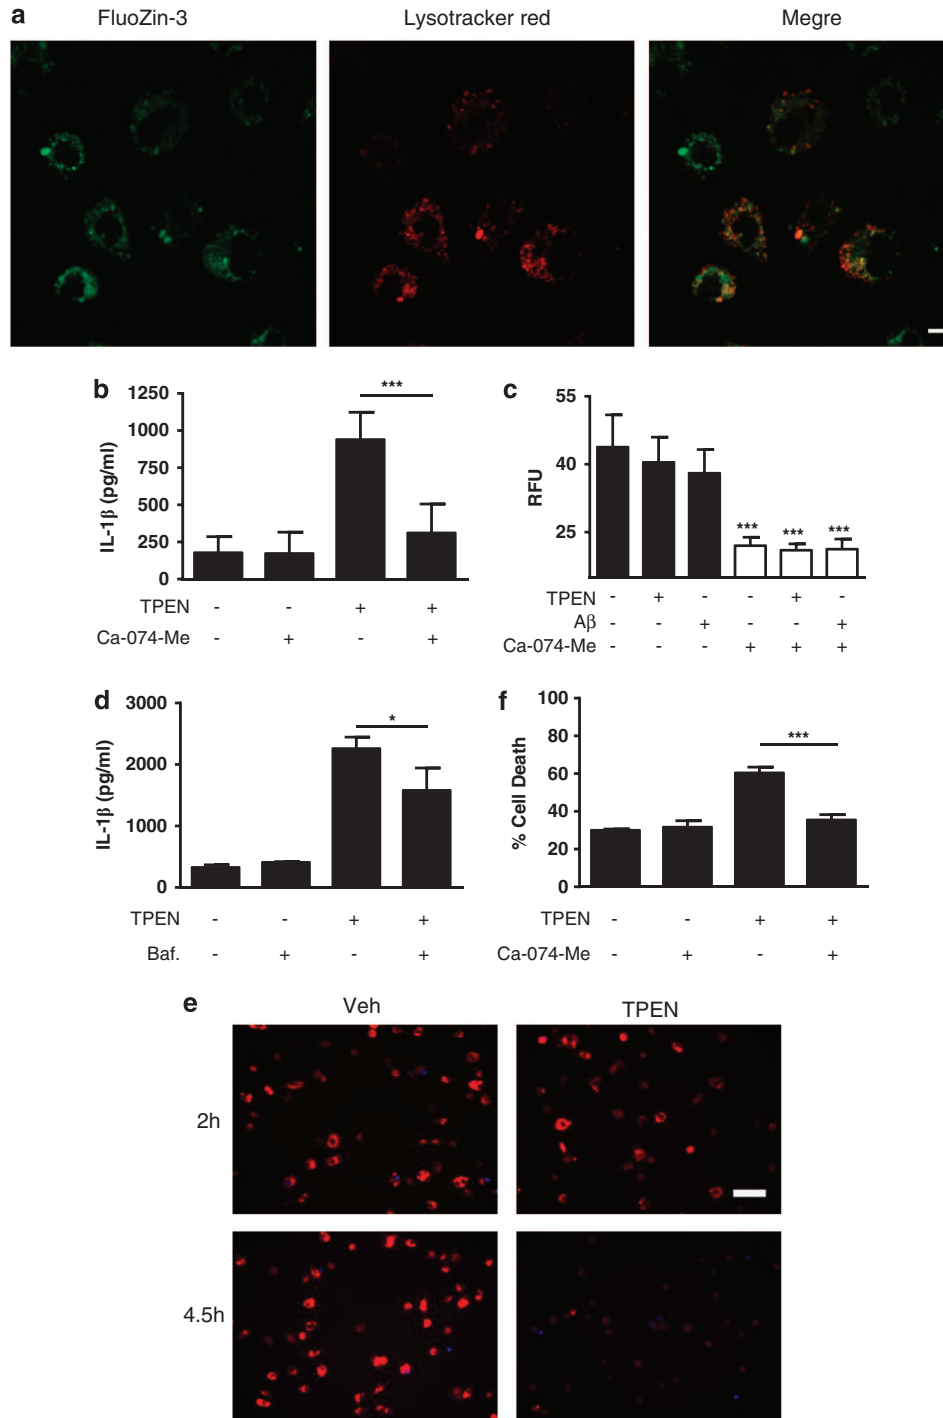 a
FluoZin-3 Lysotracker red Megre
b
1250
1000
750
500
250
0
IL-1β (pg/ml)
***
TPEN - - + +
Ca-074-Me - + - +
c
55
40
25
RFU
*** *** ***
TPEN - + - - + -
Aβ - - + - - +
Ca-074-Me - - - + + +
d
3000
2000
1000
0
IL-1β (pg/ml)
*
TPEN - - + +
Baf. - + - +
f
100
80
60
40
20
0
% Cell Death
***
TPEN - - + +
Ca-074-Me - + - +
e
Veh TPEN
2h
4.5h